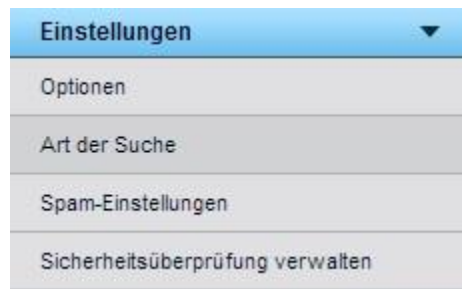 Einstellungen
Optionen
Art der Suche
Spam-Einstellungen
Sicherheitsüberprüfung verwalten